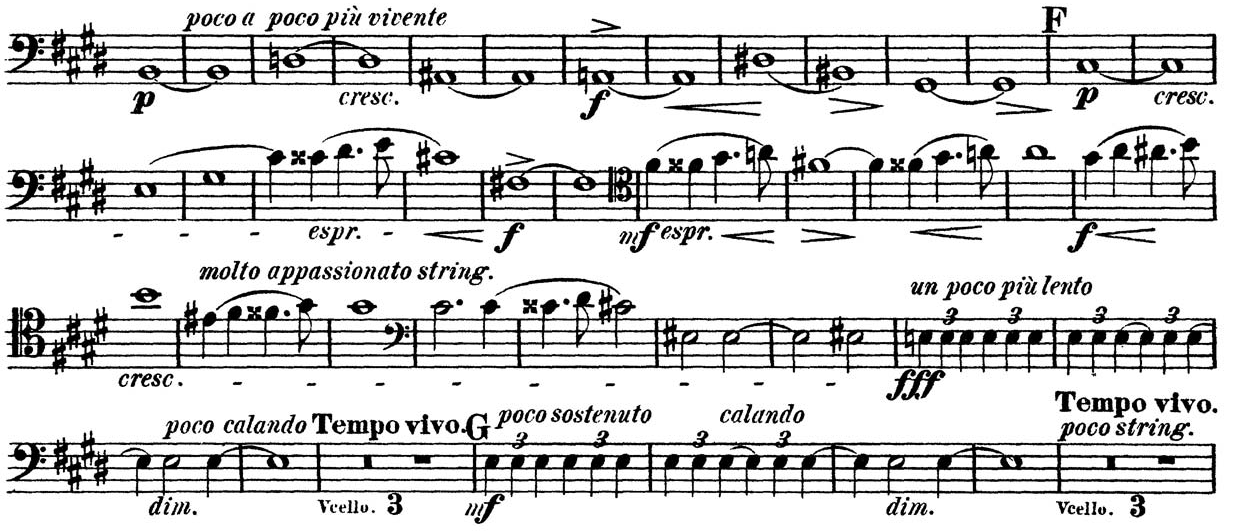 poco a poco più vivente F
p cresc. f p cresc.
espr. f mf espr. f
molto appassionato string. un poco più lento
3 3 3 3
cresc. fff
Tempo vivo.
poco calando Tempo vivo. G poco sostenuto calando poco string.
3 3 3 3
dim. Vcello. 3 mf dim. Vcello. 3